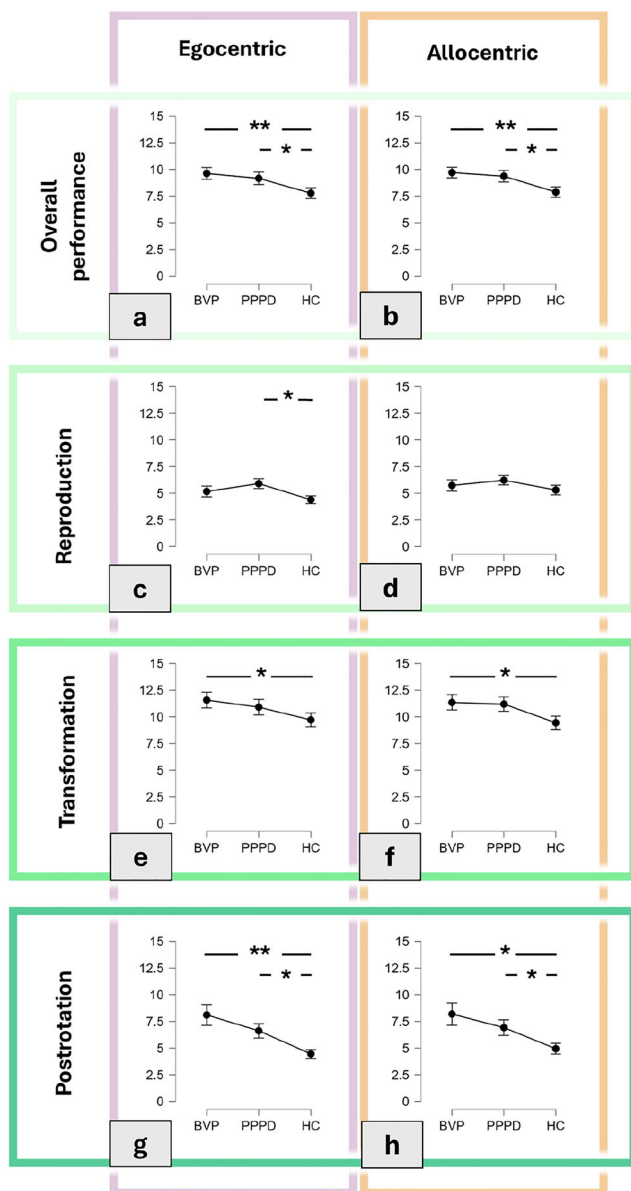 Egocentric
Allocentric
Overall
performance
15
12.5
10
7.5
5
2.5
0
**
*
BVP
PPPD
HC
a
15
12.5
10
7.5
5
2.5
0
**
*
BVP
PPPD
HC
b
Reproduction
15
12.5
10
7.5
5
2.5
0
*
BVP
PPPD
HC
c
15
12.5
10
7.5
5
2.5
0
BVP
PPPD
HC
d
Transformation
15
12.5
10
7.5
5
2.5
0
*
BVP
PPPD
HC
e
15
12.5
10
7.5
5
2.5
0
*
BVP
PPPD
HC
f
Postrotation
15
12.5
10
7.5
5
2.5
0
**
*
BVP
PPPD
HC
g
15
12.5
10
7.5
5
2.5
0
*
*
BVP
PPPD
HC
h